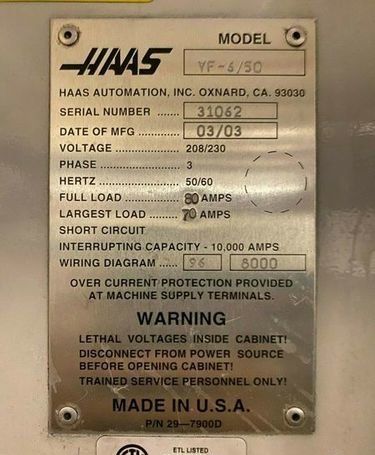 MODEL
HAAS VF-6/50
HAAS AUTOMATION, INC. OXNARD, CA. 93030
SERIAL NUMBER ........ 31062
DATE OF MFG ............ 03/03
VOLTAGE .................. 208/230
PHASE ....................... 3
HERTZ ....................... 50/60
FULL LOAD ................ 80 AMPS
LARGEST LOAD ......... 70 AMPS
SHORT CIRCUIT
INTERRUPTING CAPACITY - 10,000 AMPS
WIRING DIAGRAM ...... 96 8000
OVER CURRENT PROTECTION PROVIDED
AT MACHINE SUPPLY TERMINALS.
WARNING
LETHAL VOLTAGES INSIDE CABINET!
DISCONNECT FROM POWER SOURCE
BEFORE OPENING CABINET!
TRAINED SERVICE PERSONNEL ONLY!
MADE IN U.S.A.
P/N 29-7900D
ETL LISTED